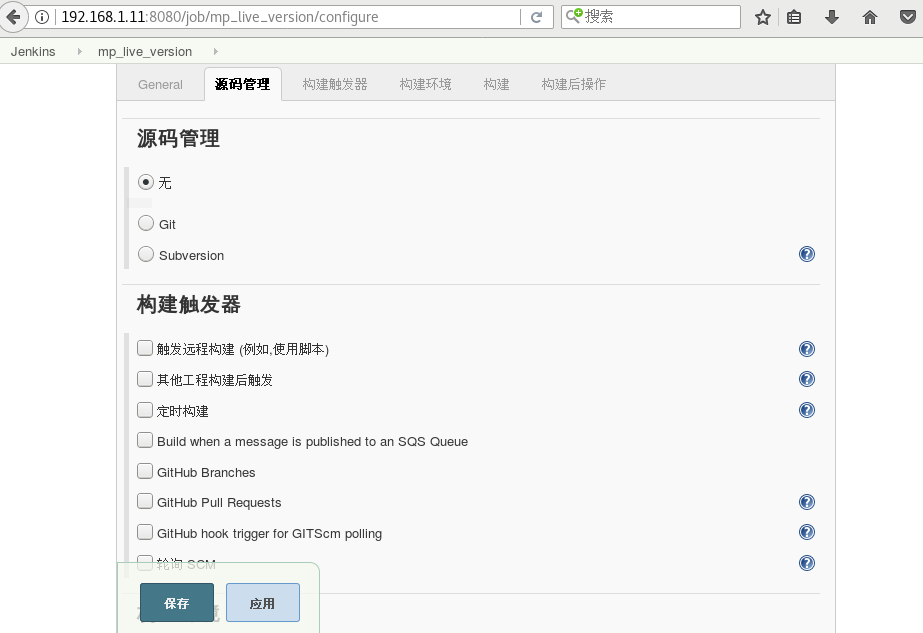 192.168.1.11:8080/job/mp_live_version/configure
搜索
Jenkins mp_live_version
General 源码管理 构建触发器 构建环境 构建 构建后操作
源码管理
无
Git
Subversion
构建触发器
触发远程构建 (例如,使用脚本)
其他工程构建后触发
定时构建
Build when a message is published to an SQS Queue
GitHub Branches
GitHub Pull Requests
GitHub hook trigger for GITScm polling
轮询 SCM
保存 应用